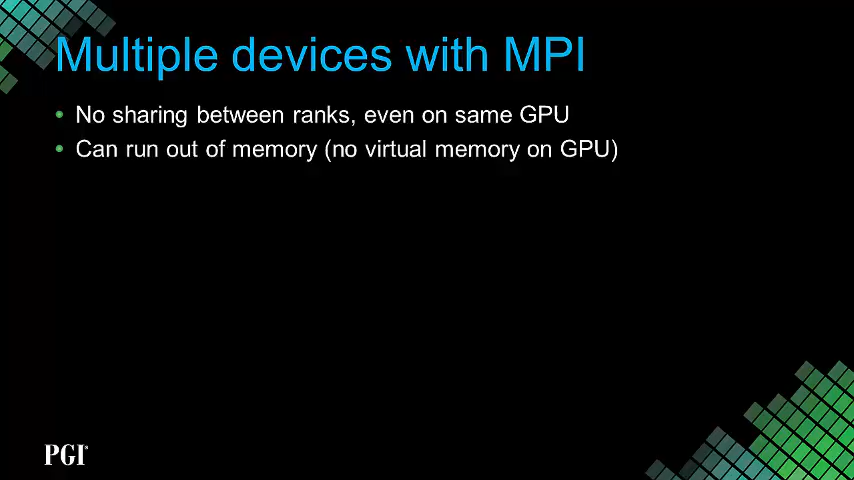 Multiple devices with MPI
• No sharing between ranks, even on same GPU
• Can run out of memory (no virtual memory on GPU)
PGI®